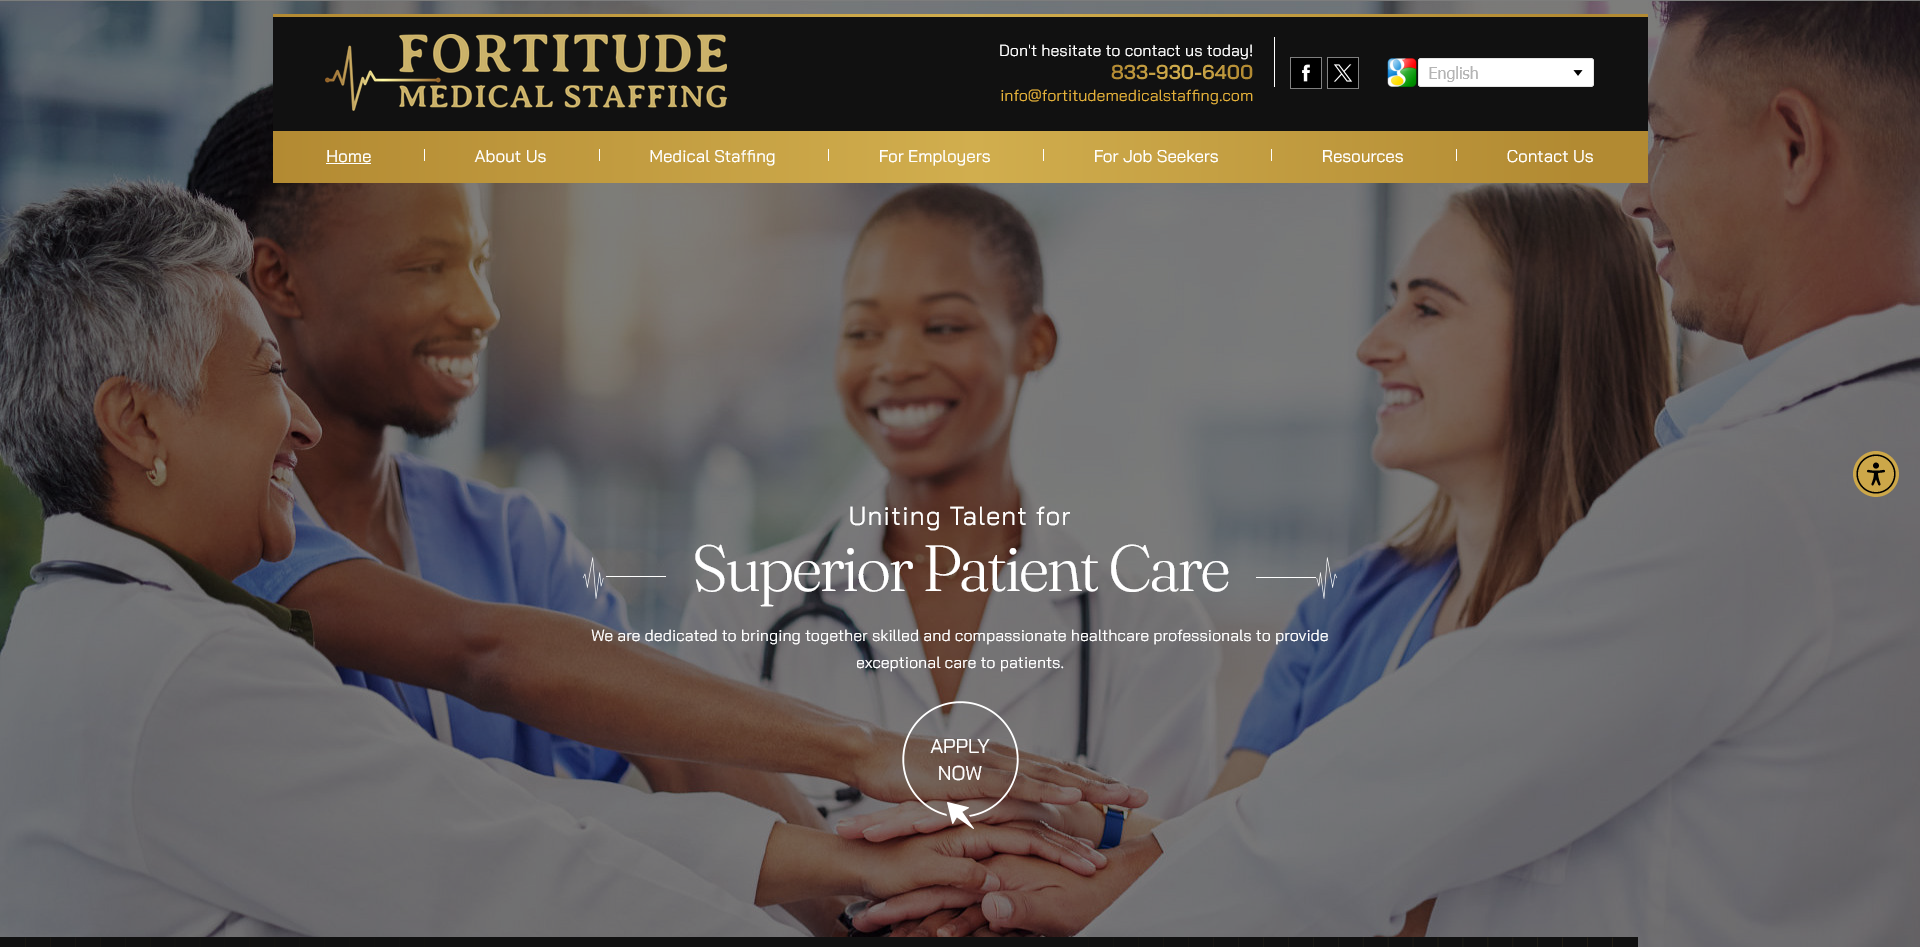 FORTITUDE
MEDICAL STAFFING
Don't hesitate to contact us today!
833-930-6400
info@fortitudemedicalstaffing.com
English
Home
About Us
Medical Staffing
For Employers
For Job Seekers
Resources
Contact Us
Uniting Talent for
Superior Patient Care
We are dedicated to bringing together skilled and compassionate healthcare professionals to provide
exceptional care to patients.
APPLY
NOW